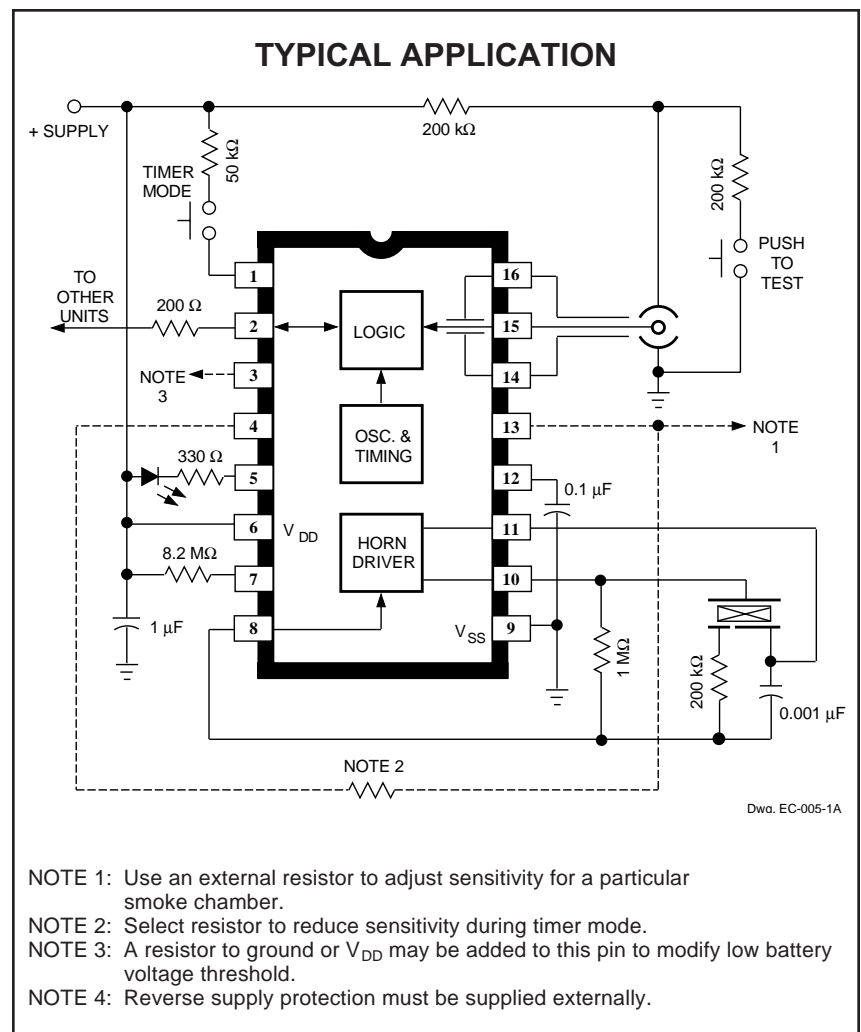 TYPICAL APPLICATION
+ SUPPLY
200 kΩ
50 kΩ
TIMER
MODE
200 kΩ
PUSH
TO
TEST
TO
OTHER
UNITS
200 Ω
NOTE
3
330 Ω
8.2 MΩ
1 µF
1
2
3
4
5
6
7
8
V DD
LOGIC
OSC. &
TIMING
HORN
DRIVER
VSS
16
15
14
13
12
11
10
9
NOTE
1
0.1 µF
1 MΩ
200 kΩ
0.001 µF
NOTE 2
Dwg. EC-005-1A
NOTE 1: Use an external resistor to adjust sensitivity for a particular
smoke chamber.
NOTE 2: Select resistor to reduce sensitivity during timer mode.
NOTE 3: A resistor to ground or VDD may be added to this pin to modify low battery
voltage threshold.
NOTE 4: Reverse supply protection must be supplied externally.